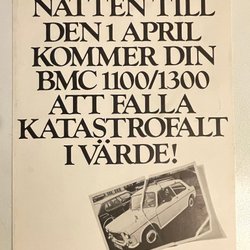 NATTEN TILL
DEN 1 APRIL
KOMMER DIN
BMC 1100/1300
ATT FALLA
KATASTROFALT
I VÄRDE!